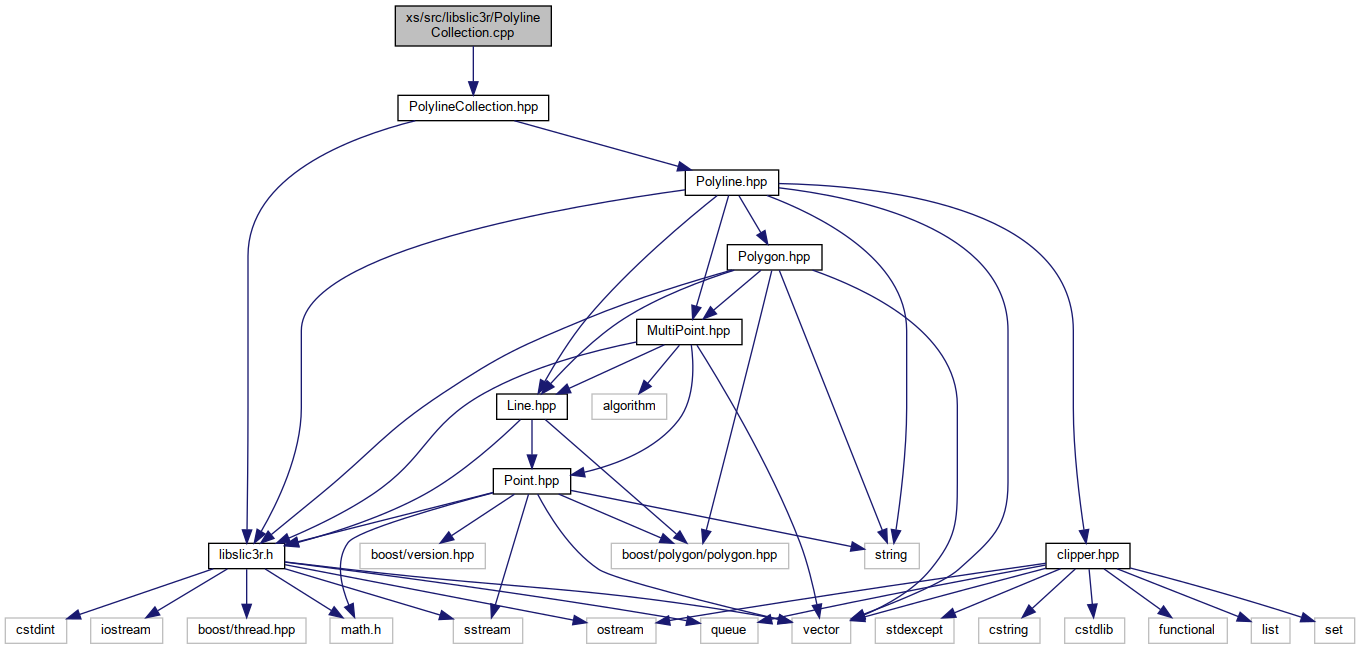 xs/src/libslic3r/Polyline
Collection.cpp
PolylineCollection.hpp
Polyline.hpp
Polygon.hpp
MultiPoint.hpp
Line.hpp
algorithm
Point.hpp
libslic3r.h
boost/version.hpp
boost/polygon/polygon.hpp
string
clipper.hpp
cstdint
iostream
boost/thread.hpp
math.h
sstream
ostream
queue
vector
stdexcept
cstring
cstdlib
functional
list
set